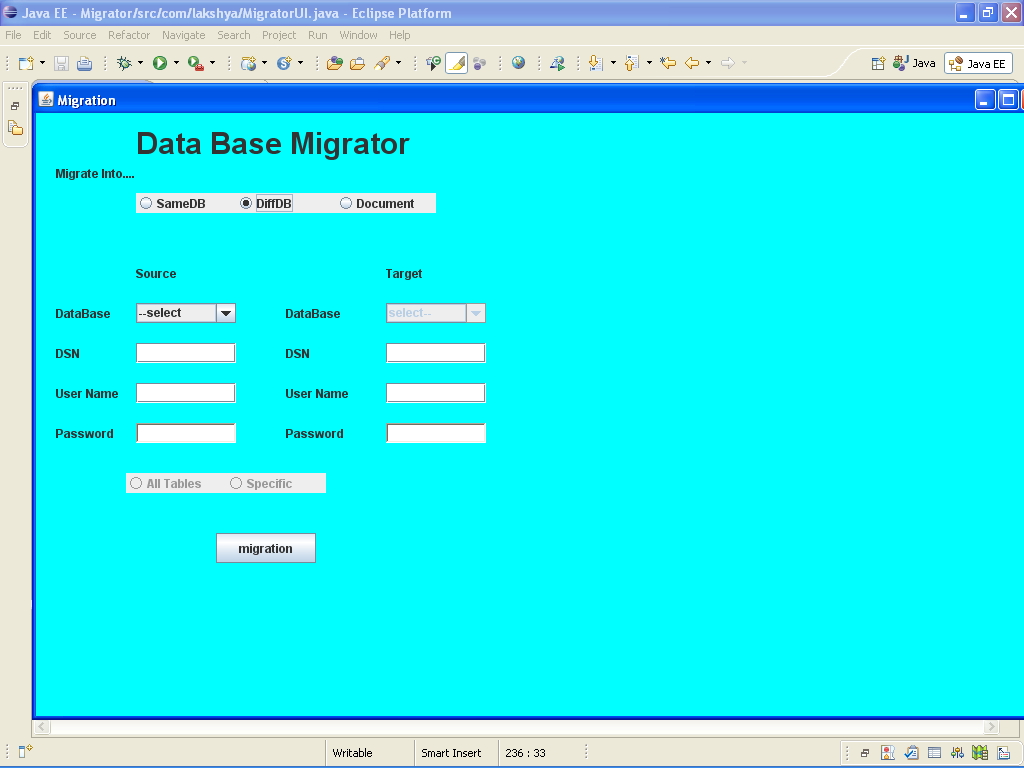 Java EE - Migrator/src/com/lakshya/MigratorUI.java - Eclipse Platform
File Edit Source Refactor Navigate Search Project Run Window Help
Java Java EE
Migration
Data Base Migrator
Migrate Into....
SameDB DiffDB Document
Source Target
DataBase --select DataBase select--
DSN DSN
User Name User Name
Password Password
All Tables Specific
migration
Writable Smart Insert 236 : 33